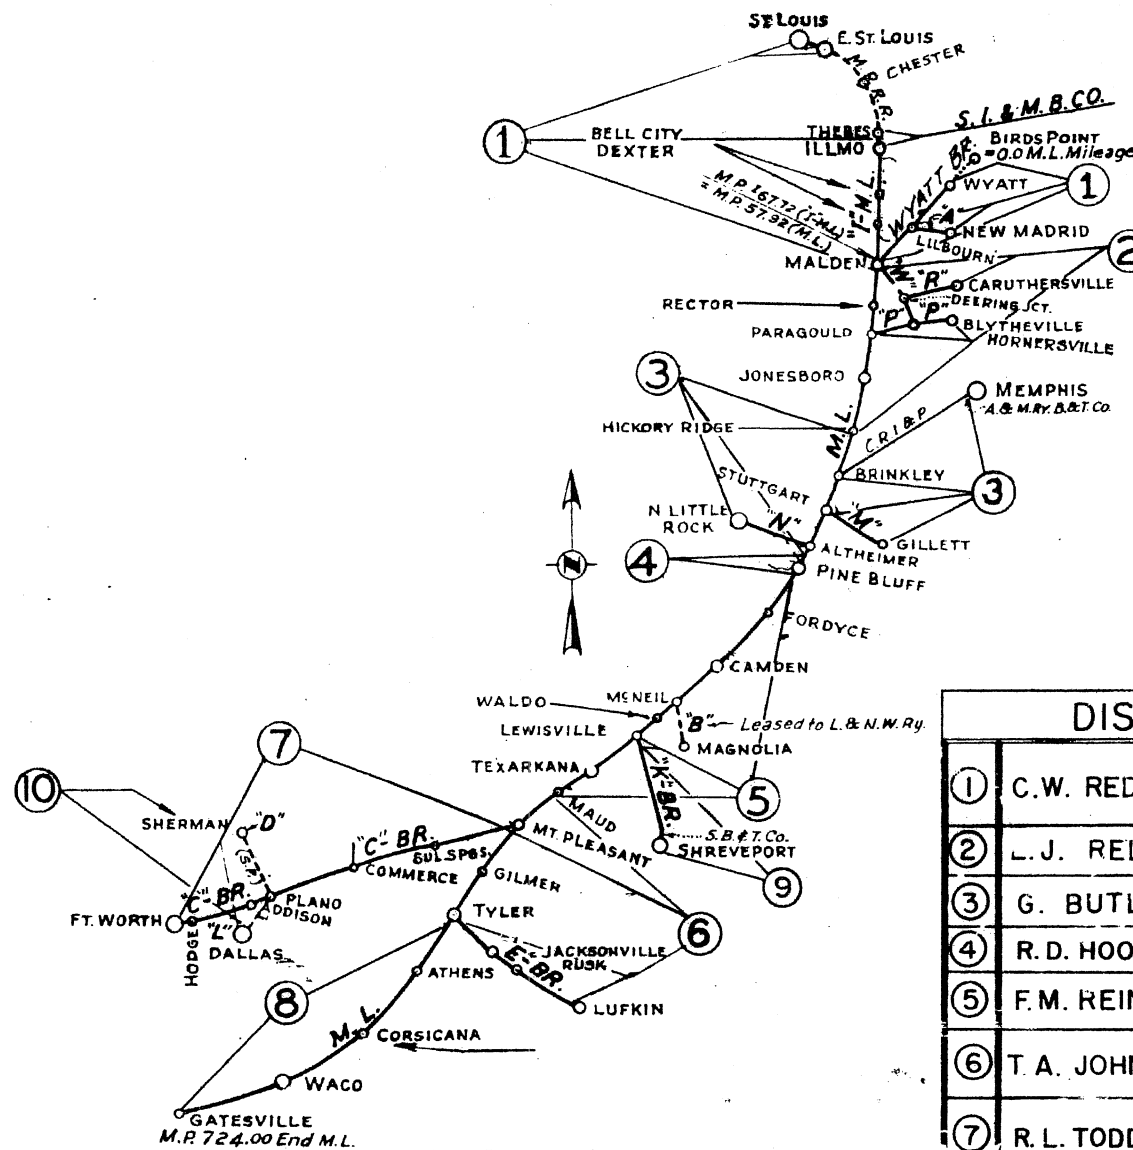 ST LOUIS
E. ST. LOUIS
M.P.R.R.
CHESTER
S. I. & M. B. CO.
1
BELL CITY
DEXTER
THEBES
ILLMO
BIRDS POINT
=0.0 M.L. Mileage
WYATT BR.
WYATT
1
"T"-M.L.
M.P. 167.72 (T-M.L.)
= M.P. 57.92 (M.L.)
"A"
NEW MADRID
LILBOURN
2
MALDEN
"W"
"R"
CARUTHERSVILLE
DEERING JCT.
RECTOR
"P"
"P"
BLYTHEVILLE
HORNERSVILLE
PARAGOULD
JONESBORO
3
MEMPHIS
A. & M. RY. B. & T. Co.
HICKORY RIDGE
M. L.
C. R. I & P
BRINKLEY
STUTTGART
3
N LITTLE
ROCK
"N"
"M"
GILLETT
ALTHEIMER
4
PINE BLUFF
N
FORDYCE
CAMDEN
MCNEIL
WALDO
"B"
Leased to L. & N.W. Ry.
LEWISVILLE
MAGNOLIA
7
TEXARKANA
"K"-BR.
5
10
MAUD
SHERMAN
"D"
(S.P.)
"C"-BR.
MT. PLEASANT
S.B. & T. Co.
SHREVEPORT
SUL. SPGS.
COMMERCE
GILMER
9
"C"-BR.
PLANO
ADDISON
FT. WORTH
"L"
DALLAS
HODGE
TYLER
6
JACKSONVILLE
RUSK
E-BR.
ATHENS
8
LUFKIN
M-L.
CORSICANA
WACO
GATESVILLE
M.P. 724.00 End M.L.
DIS
1 C.W. RED
2 L.J. RED
3 G. BUTL
4 R.D. HOO
5 F.M. REIN
6 T. A. JOHN
7 R. L. TODD